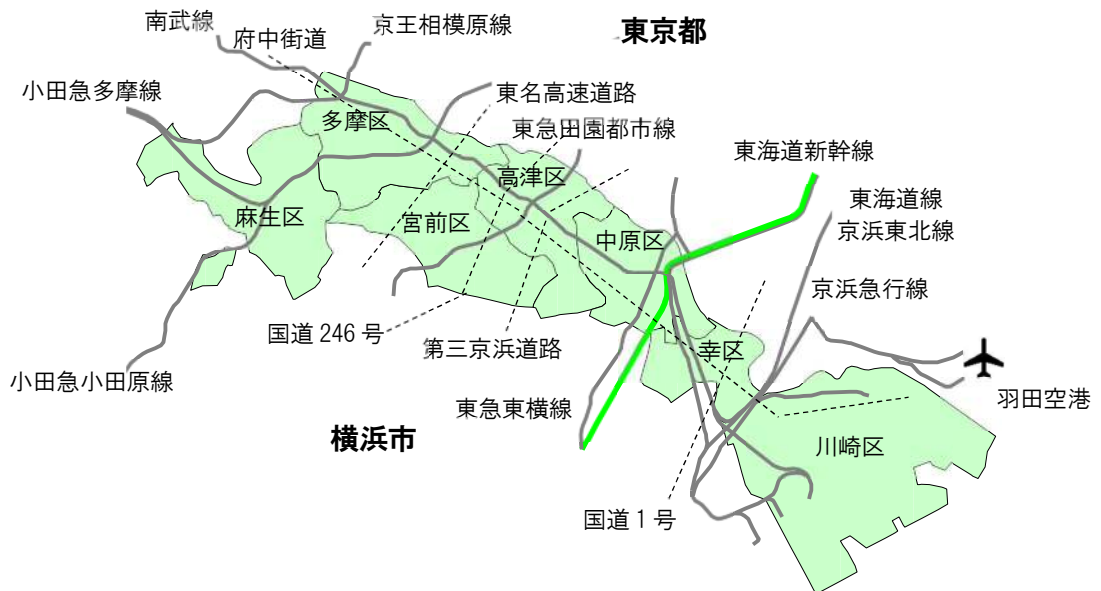 南武線
京王相模原線
東京都
府中街道
小田急多摩線
東名高速道路
多摩区
東急田園都市線
東海道新幹線
高津区
東海道線
麻生区
宮前区
中原区
京浜東北線
京浜急行線
国道 246 号
第三京浜道路
幸区
小田急小田原線
東急東横線
羽田空港
横浜市
川崎区
国道 1 号